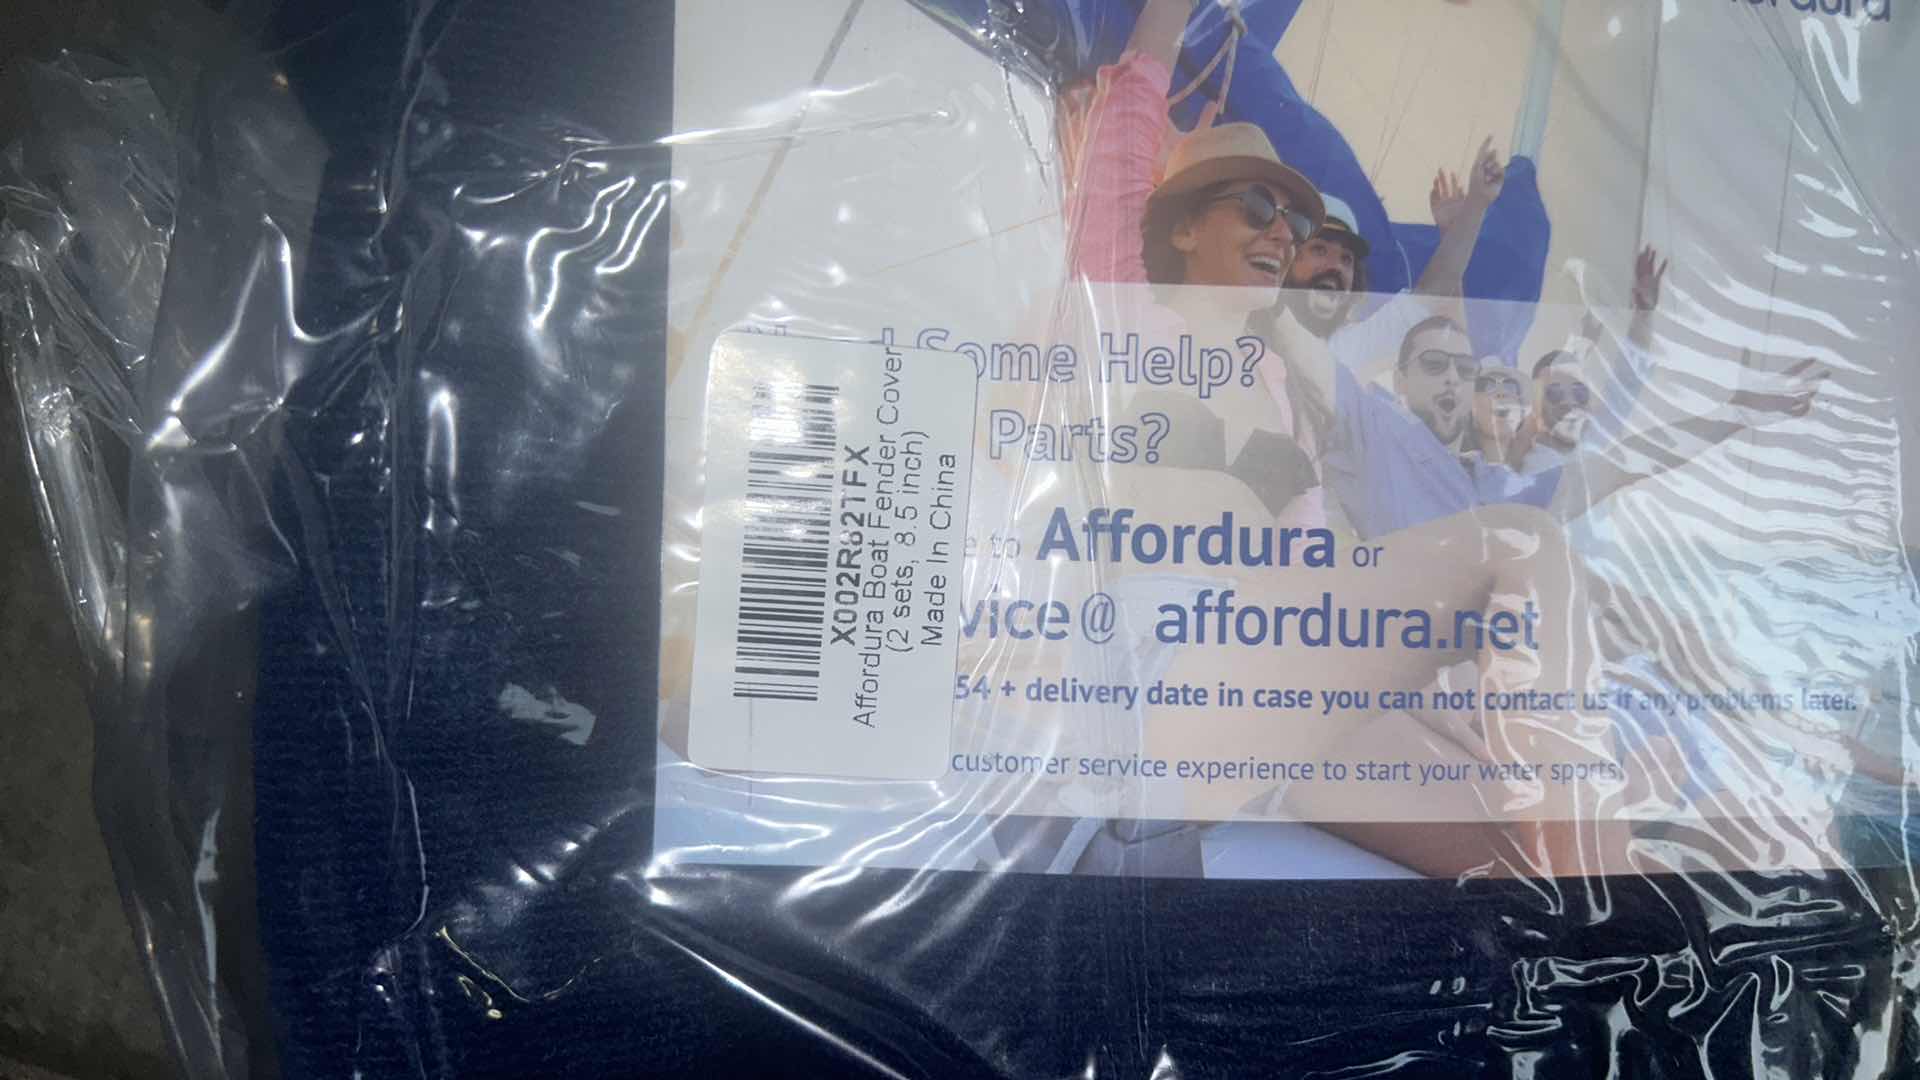 Some Help?
Parts?
to Affordura or
vice@ affordura.net
54 + delivery date in case you can not contact us if any problems later.
customer service experience to start your water sports!
X002R82TFX
Affordura Boat Fender Cover
(2 sets, 8.5 inch)
Made In China